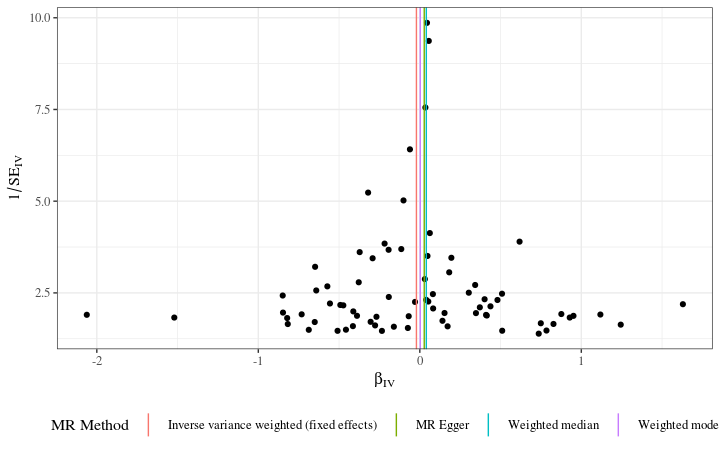 10.0
7.5
5.0
2.5
1/SE_IV
-2 -1 0 1
β_IV
MR Method Inverse variance weighted (fixed effects) MR Egger Weighted median Weighted mode